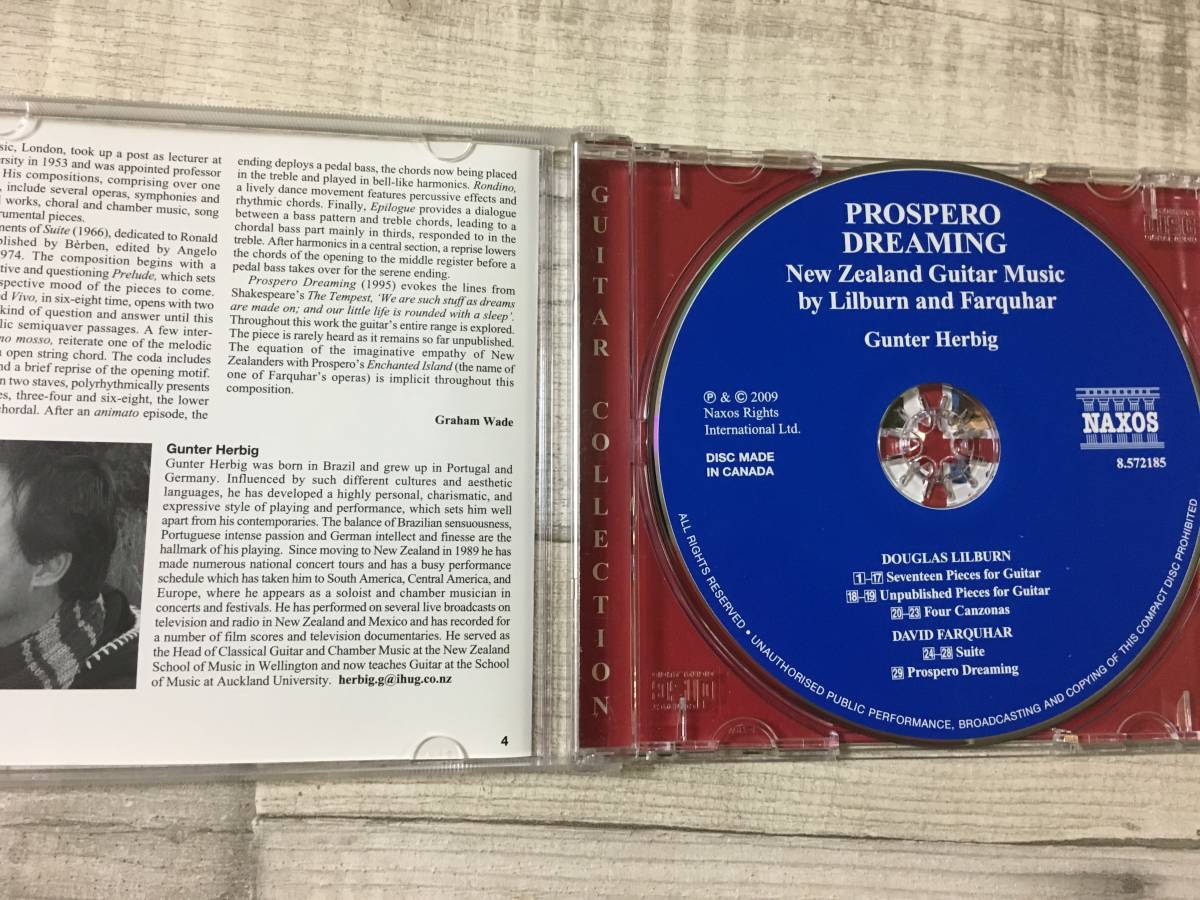 sic, London, took up a post as lecturer at
rsity in 1953 and was appointed professor
His compositions, comprising over one
, include several operas, symphonies and
l works, choral and chamber music, song
rumental pieces.
nents of Suite (1966), dedicated to Ronald
blished by Bèrben, edited by Angelo
974. The composition begins with a
tive and questioning Prelude, which sets
spective mood of the pieces to come.
d Vivo, in six-eight time, opens with two
kind of question and answer until this
lic semiquaver passages. A few inter-
no mosso, reiterate one of the melodic
open string chord. The coda includes
nd a brief reprise of the opening motif.
n two staves, polyrhythmically presents
es, three-four and six-eight, the lower
chordal. After an animato episode, the
ending deploys a pedal bass, the chords now being placed
in the treble and played in bell-like harmonics. Rondino,
a lively dance movement features percussive effects and
rhythmic chords. Finally, Epilogue provides a dialogue
between a bass pattern and treble chords, leading to a
chordal bass part mainly in thirds, responded to in the
treble. After harmonics in a central section, a reprise lowers
the chords of the opening to the middle register before a
pedal bass takes over for the serene ending.
Prospero Dreaming (1995) evokes the lines from
Shakespeare's The Tempest, 'We are such stuff as dreams
are made on; and our little life is rounded with a sleep'.
Throughout this work the guitar's entire range is explored.
The piece is rarely heard as it remains so far unpublished.
The equation of the imaginative empathy of New
Zealanders with Prospero's Enchanted Island (the name of
one of Farquhar's operas) is implicit throughout this
composition.
Graham Wade
Gunter Herbig
Gunter Herbig was born in Brazil and grew up in Portugal and
Germany. Influenced by such different cultures and aesthetic
languages, he has developed a highly personal, charismatic, and
expressive style of playing and performance, which sets him well
apart from his contemporaries. The balance of Brazilian sensuousness,
Portuguese intense passion and German intellect and finesse are the
hallmark of his playing. Since moving to New Zealand in 1989 he has
made numerous national concert tours and has a busy performance
schedule which has taken him to South America, Central America, and
Europe, where he appears as a soloist and chamber musician in
concerts and festivals. He has performed on several live broadcasts on
television and radio in New Zealand and Mexico and has recorded for
a number of film scores and television documentaries. He served as
the Head of Classical Guitar and Chamber Music at the New Zealand
School of Music in Wellington and now teaches Guitar at the School
of Music at Auckland University. herbig.g@ihug.co.nz
4
GUITAR COLLECTION
PROSPERO
DREAMING
New Zealand Guitar Music
by Lilburn and Farquhar
Gunter Herbig
℗ & © 2009
Naxos Rights
International Ltd.
DISC MADE
IN CANADA
NAXOS
8.572185
DOUGLAS LILBURN
1–17 Seventeen Pieces for Guitar
18–19 Unpublished Pieces for Guitar
20–23 Four Canzonas
DAVID FARQUHAR
24–28 Suite
29 Prospero Dreaming
ALL RIGHTS RESERVED • UNAUTHORISED PUBLIC PERFORMANCE, BROADCASTING AND COPYING OF THIS COMPACT DISC PROHIBITED